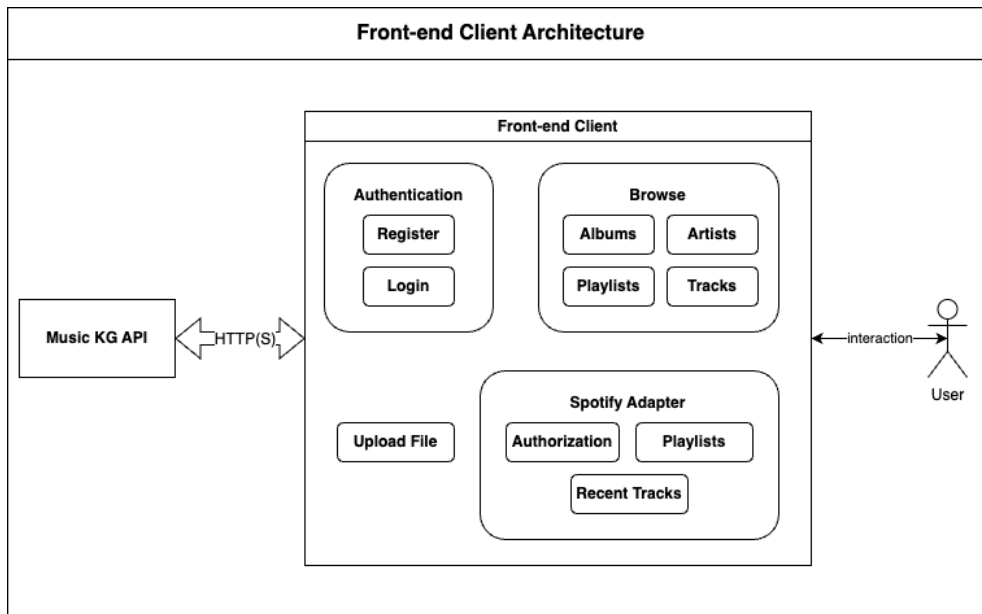 Front-end Client Architecture
Front-end Client
Authentication
Register
Login
Browse
Albums
Artists
Playlists
Tracks
Music KG API
HTTP(S)
interaction
User
Upload File
Spotify Adapter
Authorization
Playlists
Recent Tracks